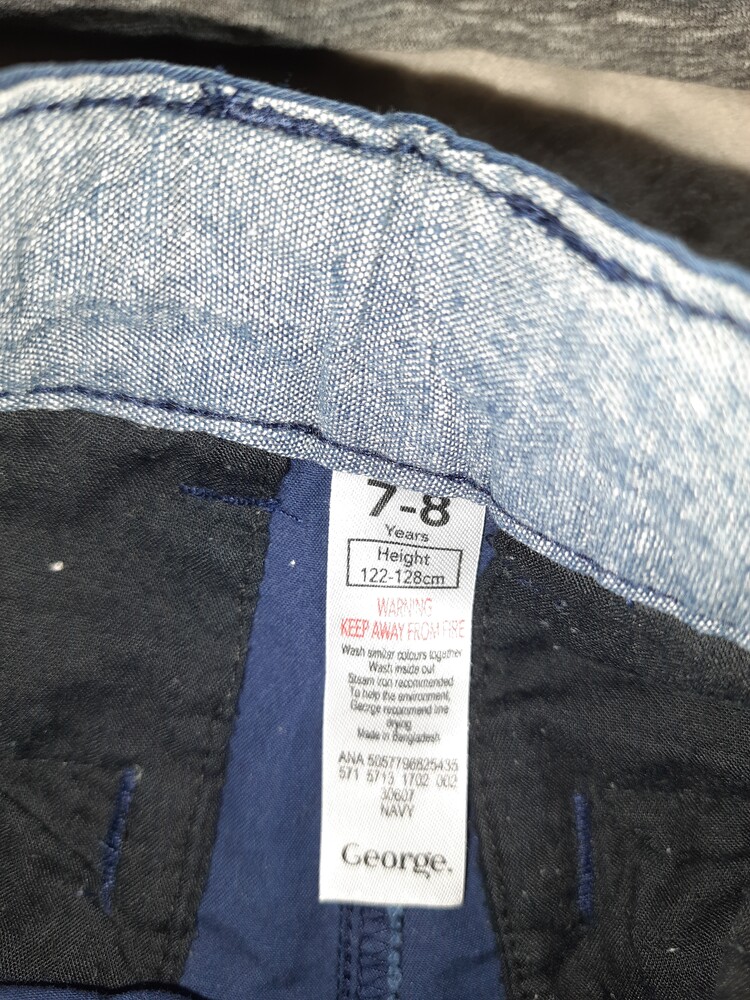 7-8
Years
Height
122-128cm
WARNING
KEEP AWAY FROM FIRE
Wash similar colours together
Wash inside out
Steam iron recommended
To help the environment,
George recommend line
drying
Made in Bangladesh
ANA 5057796825435
571 5713 1702 002
30607
NAVY
George.